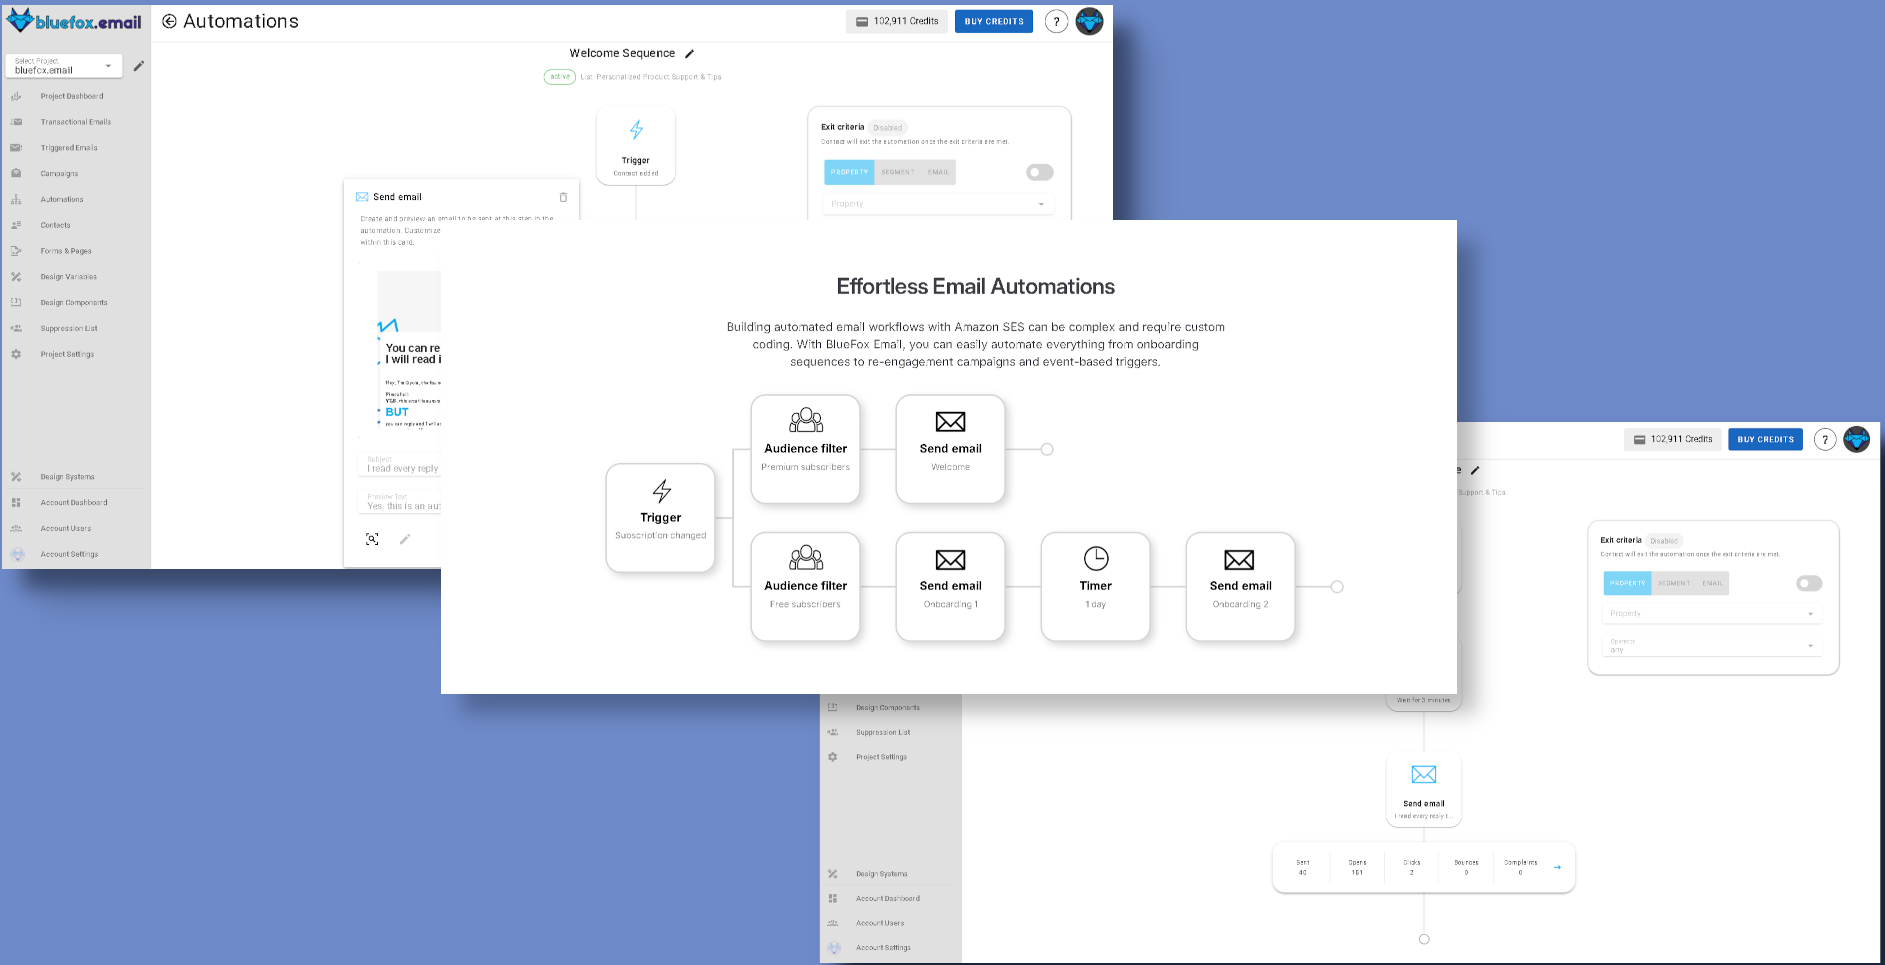 bluefox.email
Automations
102,911 Credits
BUY CREDITS
?
Select Project
bluefox.email
Project Dashboard
Transactional Emails
Triggered Emails
Campaigns
Automations
Contacts
Forms & Pages
Design Variables
Design Components
Suppression List
Project Settings
Design Systems
Account Dashboard
Account Users
Account Settings
Welcome Sequence
active List: Personalized Product Support & Tips
Trigger
Contact added
Exit criteria Disabled
Contact will exit the automation once the exit criteria are met.
PROPERTY SEGMENT EMAIL
Property
Send email
Create and preview an email to be sent at this step in the
automation. Customize
within this card.
You can re
I will read i
BUT
Subject
I read every reply
Preview Text
Yes, this is an aut
Effortless Email Automations
Building automated email workflows with Amazon SES can be complex and require custom
coding. With BlueFox Email, you can easily automate everything from onboarding
sequences to re-engagement campaigns and event-based triggers.
Trigger
Subscription changed
Audience filter
Premium subscribers
Send email
Welcome
Audience filter
Free subscribers
Send email
Onboarding 1
Timer
1 day
Send email
Onboarding 2
102,911 Credits
BUY CREDITS
?
e
Support & Tips
Exit criteria Disabled
Contact will exit the automation once the exit criteria are met.
PROPERTY SEGMENT EMAIL
Property
Operator
any
Wait for 3 minutes
Send email
I read every reply t...
Sent Opens Clicks Bounces Complaints
40 181 2 0 0
Design Components
Suppression List
Project Settings
Design Systems
Account Dashboard
Account Users
Account Settings